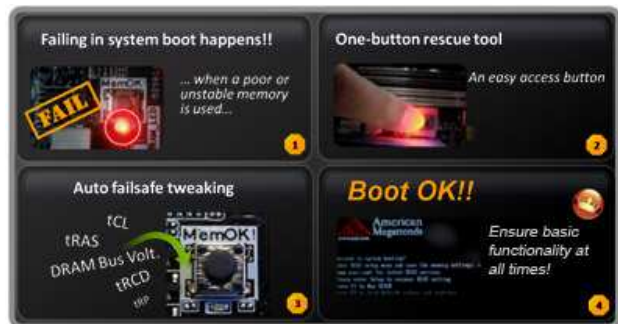 Failing in system boot happens!!
FAIL
MemOK!
... when a poor or
unstable memory
is used...
1
One-button rescue tool
An easy access button
2
Auto failsafe tweaking
tCL
tRAS
DRAM Bus Volt.
tRCD
tRP
MemOK!
3
Boot OK!!
American
Megatrends
Ensure basic
functionality at
all times!
4